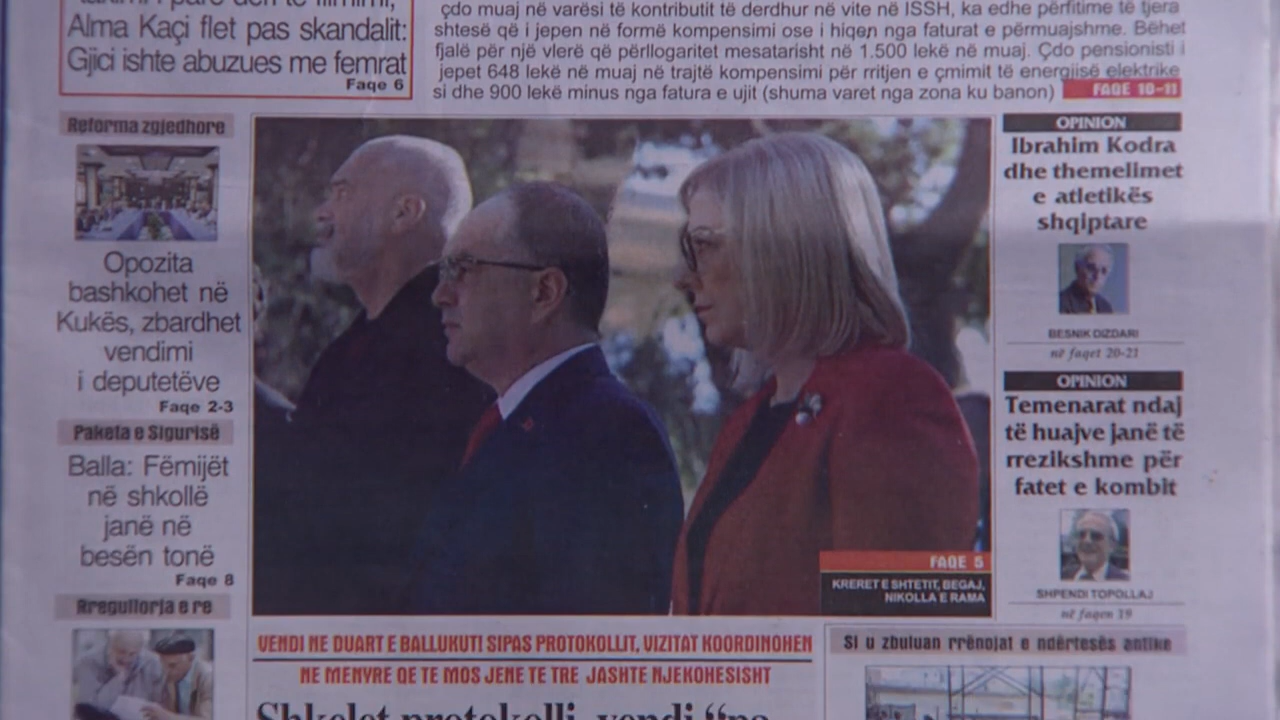 Alma Kaçi flet pas skandalit:
Gjici ishte abuzues me femrat
Faqe 6
çdo muaj në varësi të kontributit të derdhur në vite në ISSH, ka edhe përfitime të tjera
shtesë që i jepen në formë kompensimi ose i hiqen nga faturat e përmuajshme. Bëhet
fjalë për një vlerë që përllogaritet mesatarisht në 1.500 lekë në muaj. Çdo pensionisti i
jepet 648 lekë në muaj në trajtë kompensimi për rritjen e çmimit të energjisë elektrike
si dhe 900 lekë minus nga fatura e ujit (shuma varet nga zona ku banon)
FAQE 10-11
Reforma zgjedhore
Opozita
bashkohet në
Kukës, zbardhet
vendimi
i deputetëve
Faqe 2-3
Paketa e Sigurisë
Balla: Fëmijët
në shkollë
janë në
besën tonë
Faqe 8
Rregullorja e re
FAQE 5
KRERET E SHTETIT, BEGAJ,
NIKOLLA E RAMA
VENDI NE DUART E BALLUKUT! SIPAS PROTOKOLLIT, VIZITAT KOORDINOHEN
NE MENYRE QE TE MOS JENE TE TRE JASHTE NJEKOHESISHT
Shkelet protokolli, vendi "pa
OPINION
Ibrahim Kodra
dhe themelimet
e atletikës
shqiptare
BESNIK DIZDARI
në faqet 20-21
OPINION
Temenarat ndaj
të huajve janë të
rrezikshme për
fatet e kombit
SHPENDI TOPOLLAJ
në faqen 19
Si u zbuluan rrënojat e ndërtesës antike